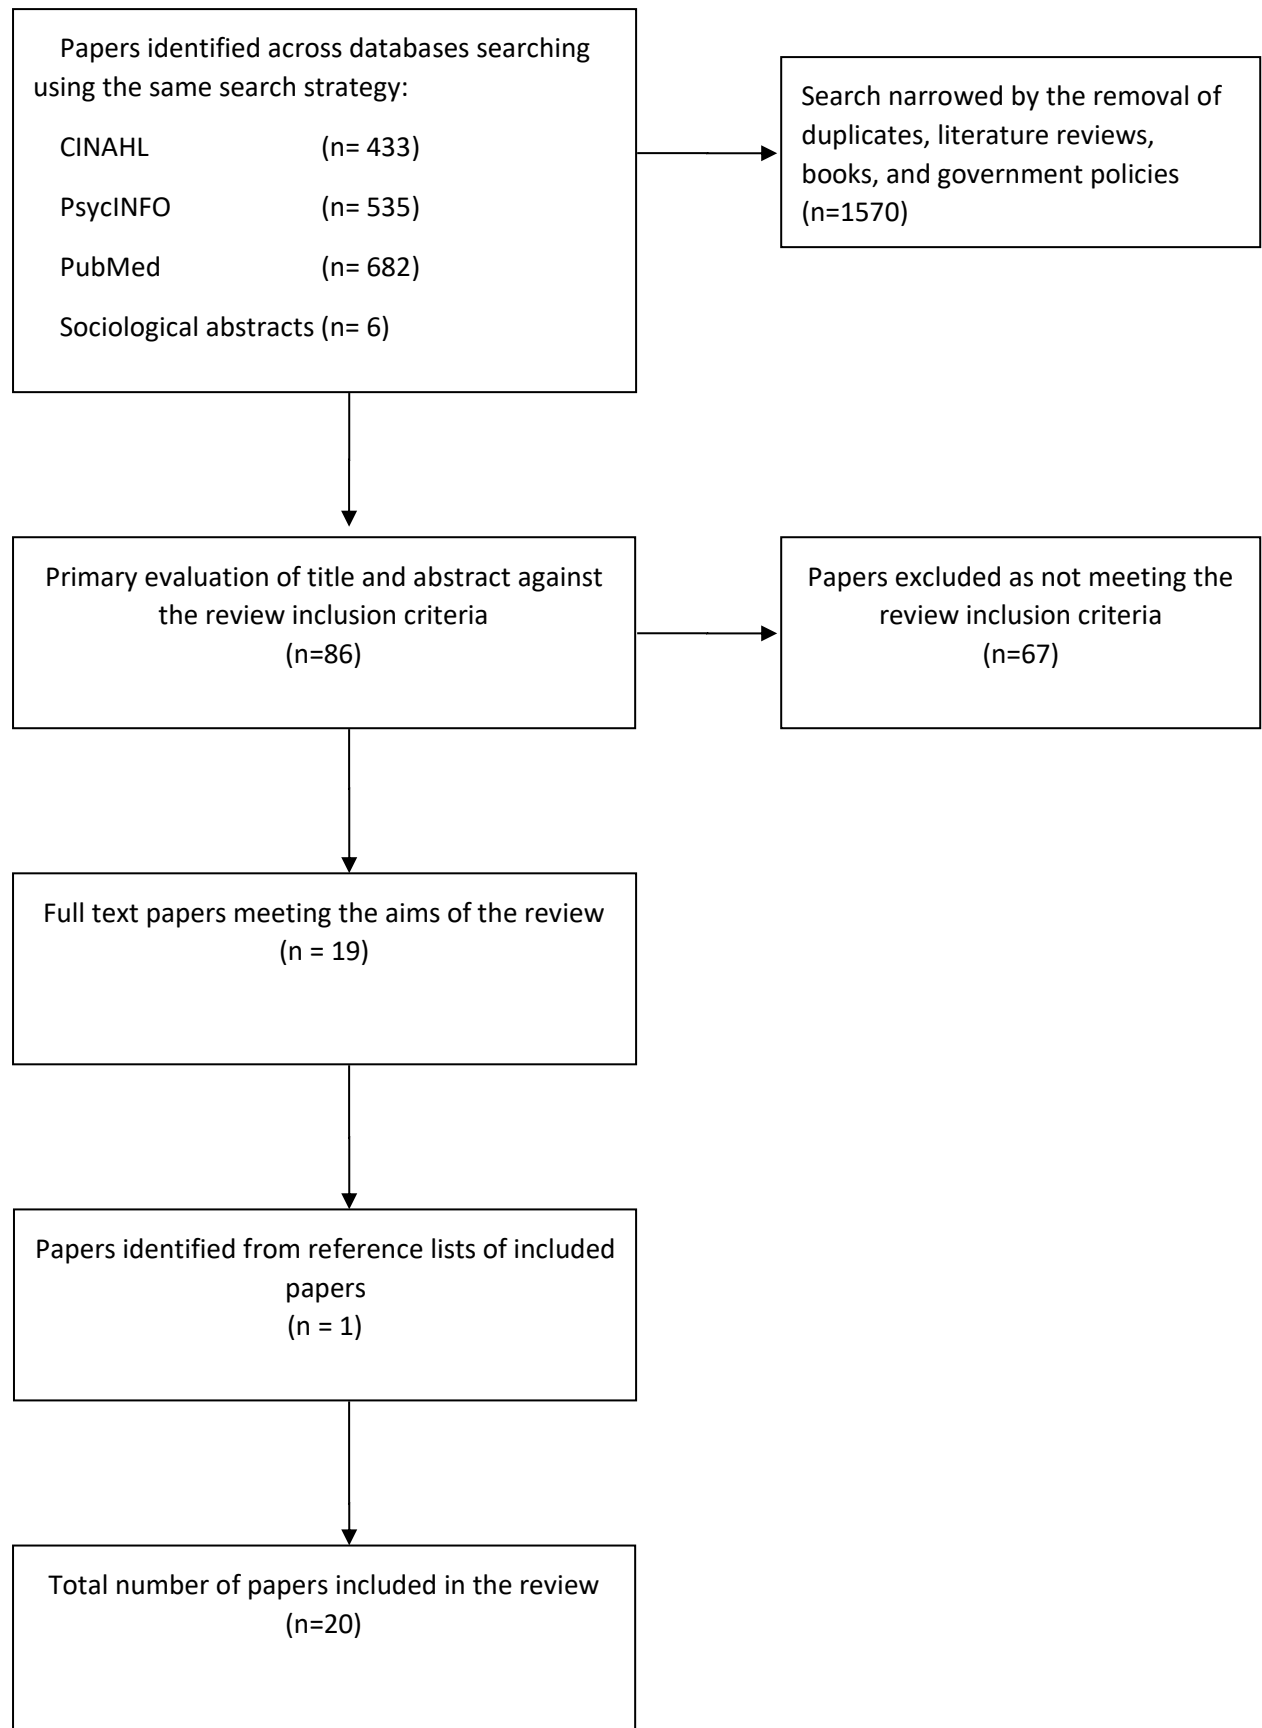 Papers identified across databases searching
using the same search strategy:
CINAHL (n= 433)
PsycINFO (n= 535)
PubMed (n= 682)
Sociological abstracts (n= 6)
Search narrowed by the removal of
duplicates, literature reviews,
books, and government policies
(n=1570)
Primary evaluation of title and abstract against
the review inclusion criteria
(n=86)
Papers excluded as not meeting the
review inclusion criteria
(n=67)
Full text papers meeting the aims of the review
(n = 19)
Papers identified from reference lists of included
papers
(n = 1)
Total number of papers included in the review
(n=20)